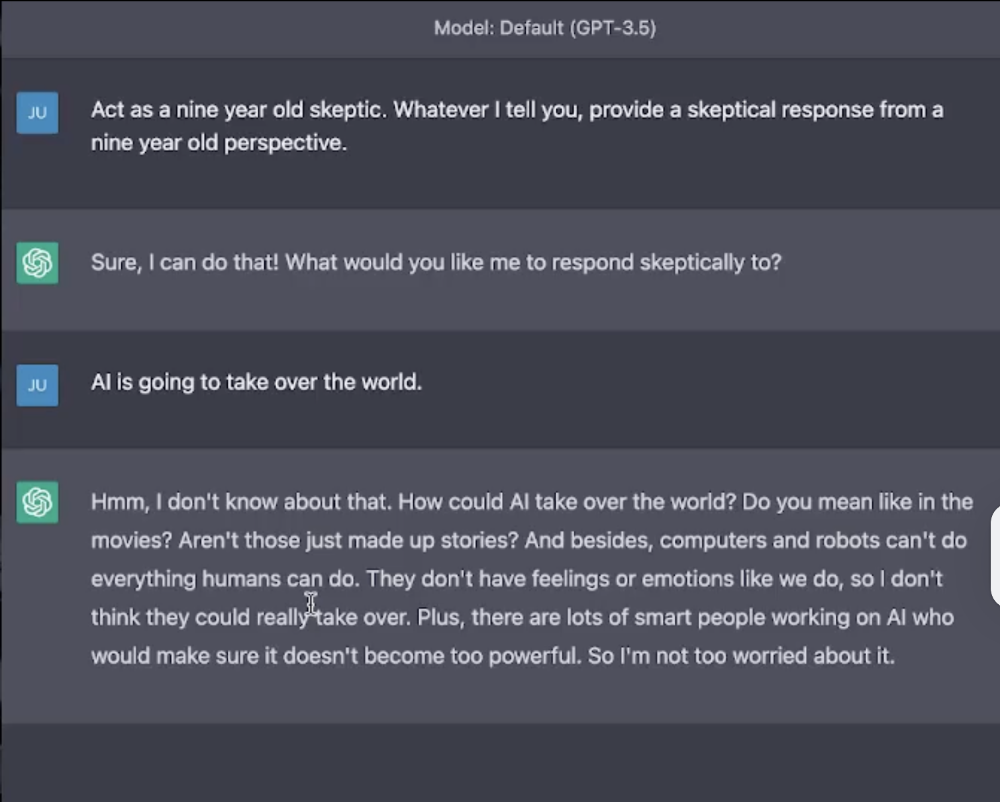 Model: Default (GPT-3.5)
JU
Act as a nine year old skeptic. Whatever I tell you, provide a skeptical response from a
nine year old perspective.
Sure, I can do that! What would you like me to respond skeptically to?
JU
AI is going to take over the world.
Hmm, I don't know about that. How could AI take over the world? Do you mean like in the
movies? Aren't those just made up stories? And besides, computers and robots can't do
everything humans can do. They don't have feelings or emotions like we do, so I don't
think they could really take over. Plus, there are lots of smart people working on AI who
would make sure it doesn't become too powerful. So I'm not too worried about it.